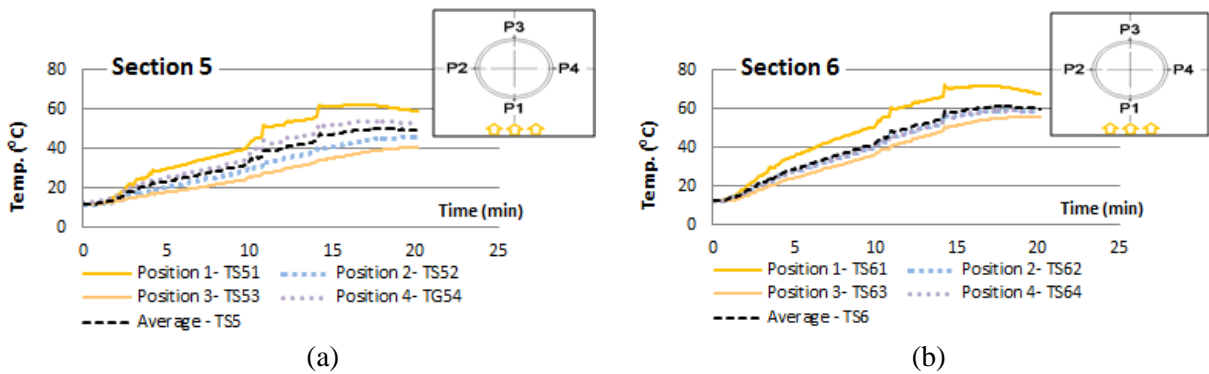 Section 5
P3
P2
P4
P1
80
60
40
20
0
Temp. (⁰C)
Time (min)
0 5 10 15 20 25
Position 1- TS51
Position 2- TS52
Position 3- TS53
Position 4- TG54
Average - TS5
(a)
Section 6
P3
P2
P4
P1
80
60
40
20
0
Temp. (⁰C)
Time (min)
0 5 10 15 20 25
Position 1- TS61
Position 2- TS62
Position 3- TS63
Position 4- TS64
Average - TS6
(b)